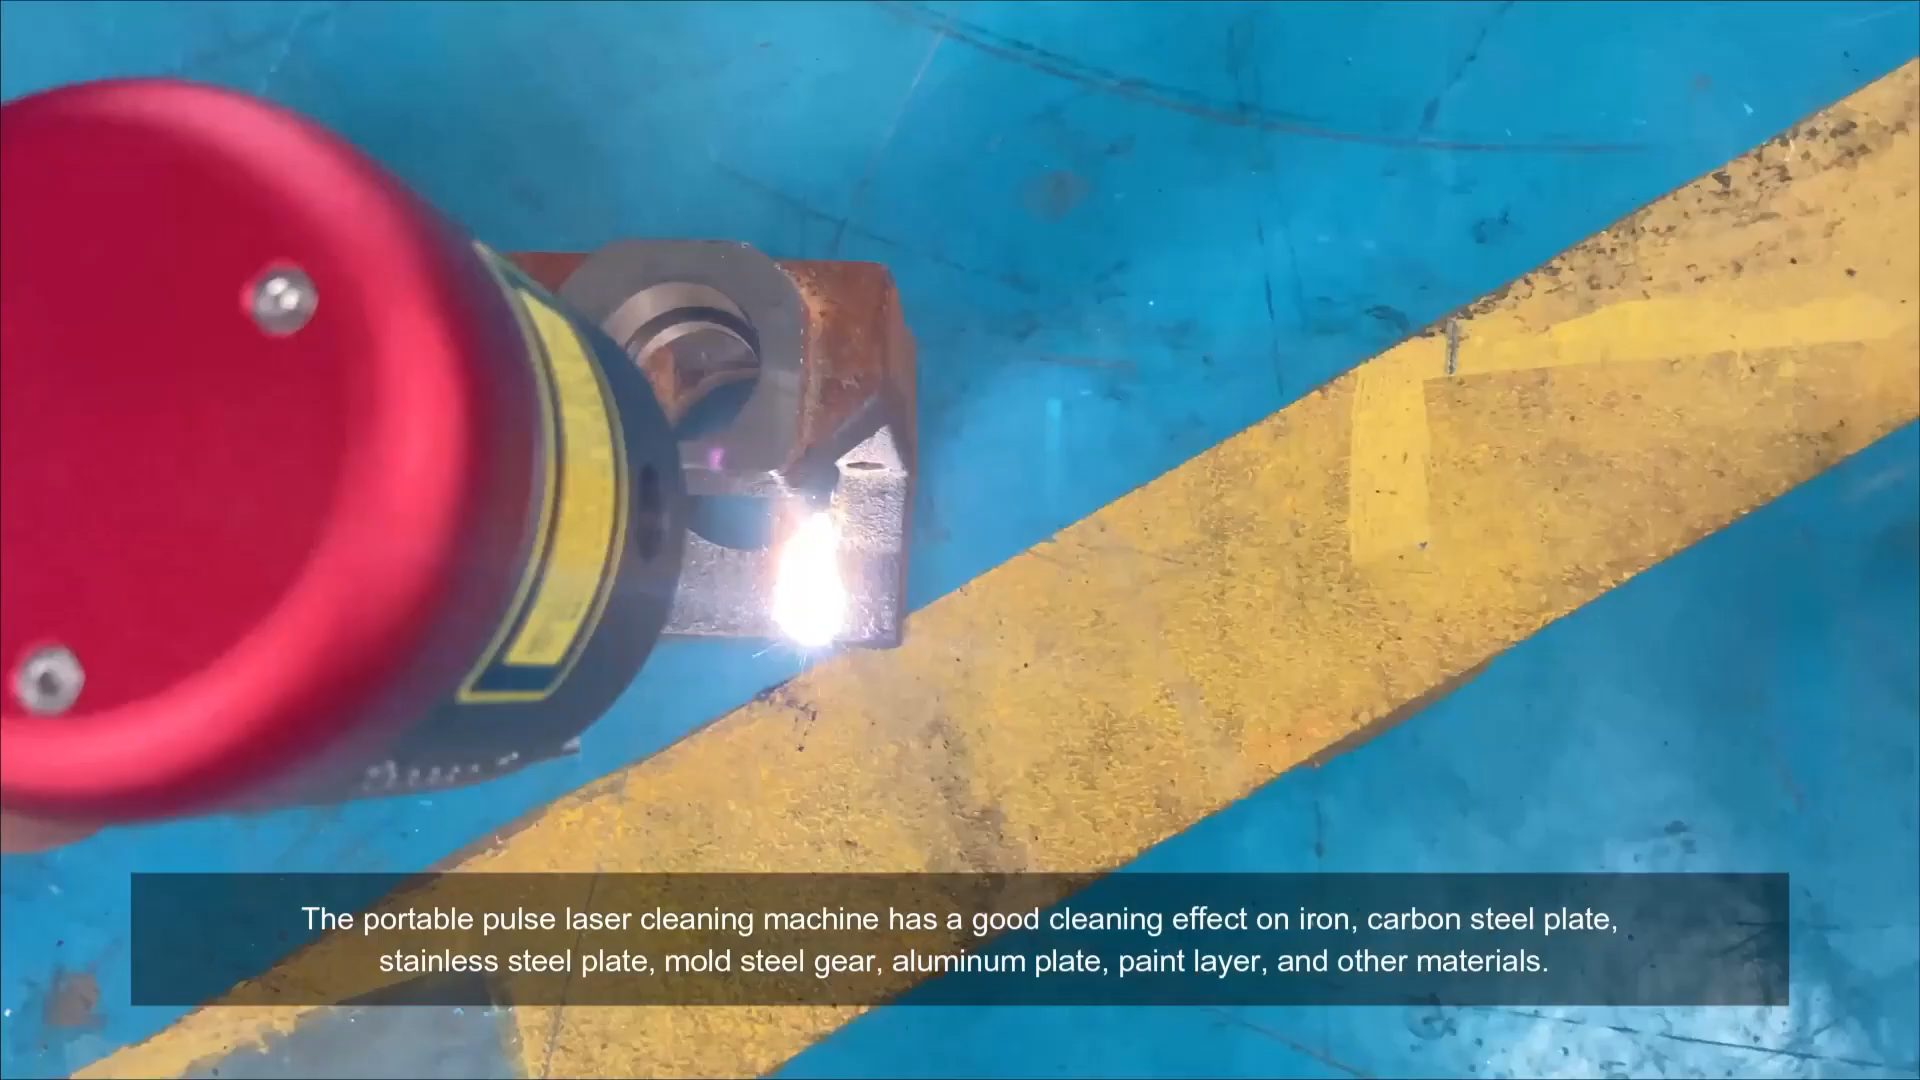 The portable pulse laser cleaning machine has a good cleaning effect on iron, carbon steel plate,
stainless steel plate, mold steel gear, aluminum plate, paint layer, and other materials.